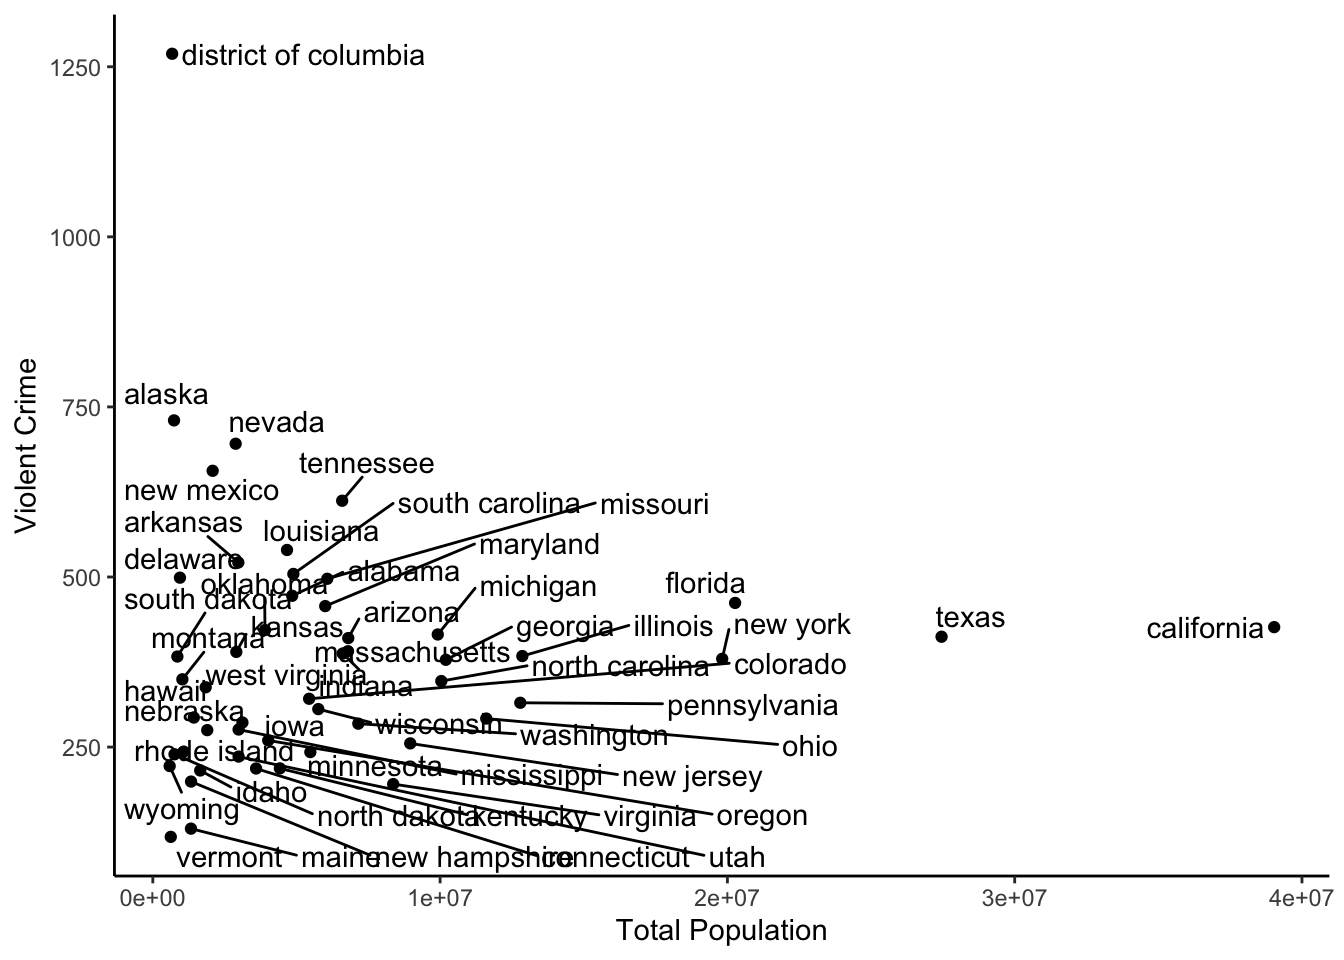 district of columbia
1250
1000
Violent Crime
alaska
750
nevada
tennessee
new mexico
south carolina
missouri
arkansas
louisiana
maryland
delaware
500
oklahoma
alabama
michigan
florida
south dakota
arizona
texas
kansas
georgia
illinois
new york
california
montana
massachusetts
north carolina
colorado
west virginia
indiana
hawaii
nebraska
pennsylvania
iowa
wisconsin
washington
250
rhode island
ohio
minnesota
mississippi
new jersey
idaho
wyoming
north dakota
kentucky
virginia
oregon
vermont
maine
new hampshire
connecticut
utah
0e+00
1e+07
2e+07
3e+07
4e+07
Total Population